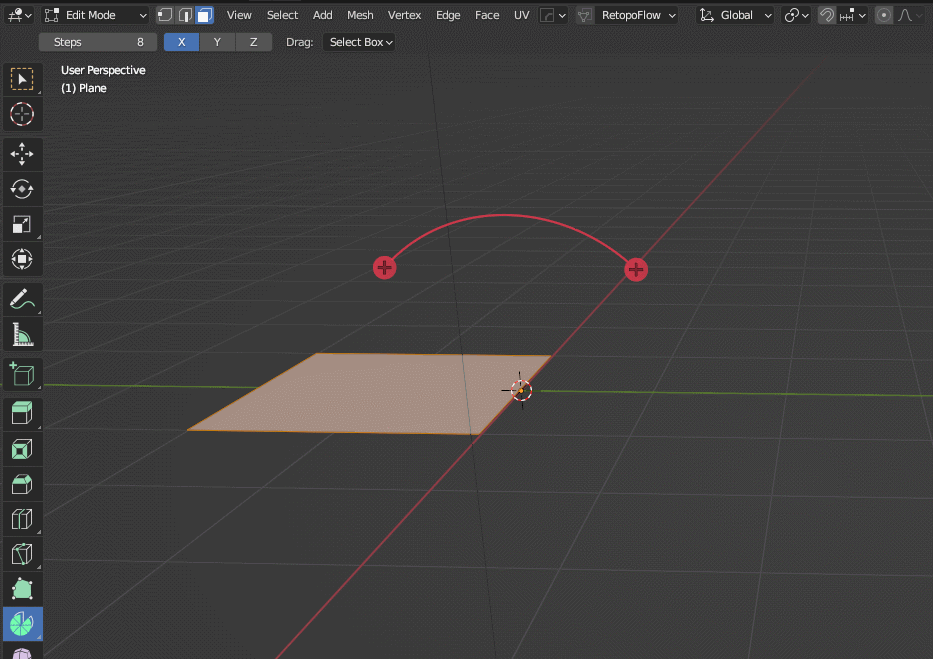 Edit Mode View Select Add Mesh Vertex Edge Face UV RetopoFlow Global
Steps 8 X Y Z Drag: Select Box
User Perspective
(1) Plane